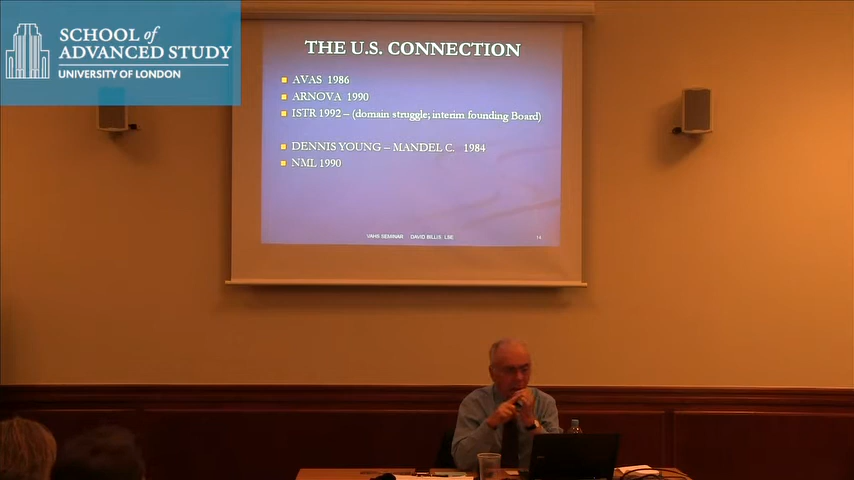 SCHOOL of
ADVANCED STUDY
UNIVERSITY OF LONDON
THE U.S. CONNECTION
AVAS 1986
ARNOVA 1990
ISTR 1992 – (domain struggle; interim founding Board)
DENNIS YOUNG – MANDEL C. 1984
NML 1990
VAHS SEMINAR DAVID BILLIS LSE 14